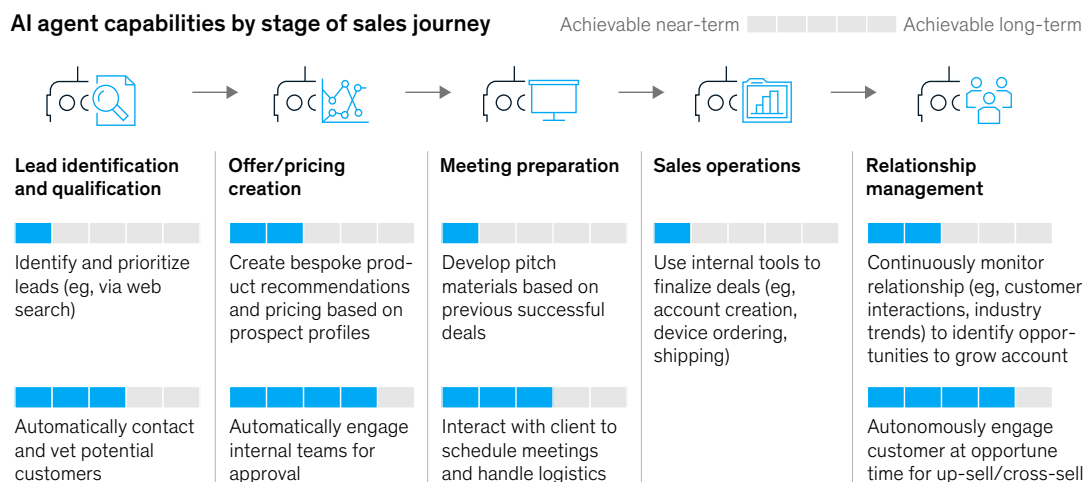 AI agent capabilities by stage of sales journey
Achievable near-term
Achievable long-term
Lead identification
and qualification
Identify and prioritize
leads (eg, via web
search)
Automatically contact
and vet potential
customers
Offer/pricing
creation
Create bespoke prod-
uct recommendations
and pricing based on
prospect profiles
Automatically engage
internal teams for
approval
Meeting preparation
Develop pitch
materials based on
previous successful
deals
Interact with client to
schedule meetings
and handle logistics
Sales operations
Use internal tools to
finalize deals (eg,
account creation,
device ordering,
shipping)
Relationship
management
Continuously monitor
relationship (eg, customer
interactions, industry
trends) to identify oppor-
tunities to grow account
Autonomously engage
customer at opportune
time for up-sell/cross-sell